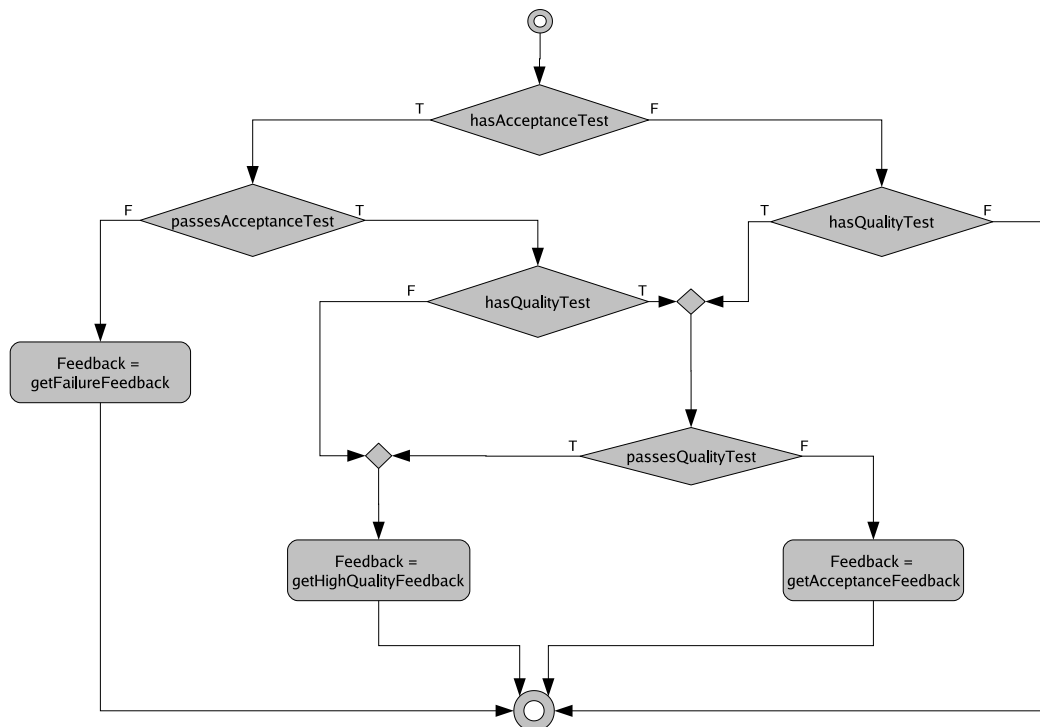 T
hasAcceptanceTest
F
F
passesAcceptanceTest
T
T
hasQualityTest
F
F
hasQualityTest
T
Feedback =
getFailureFeedback
T
passesQualityTest
F
Feedback =
getHighQualityFeedback
Feedback =
getAcceptanceFeedback